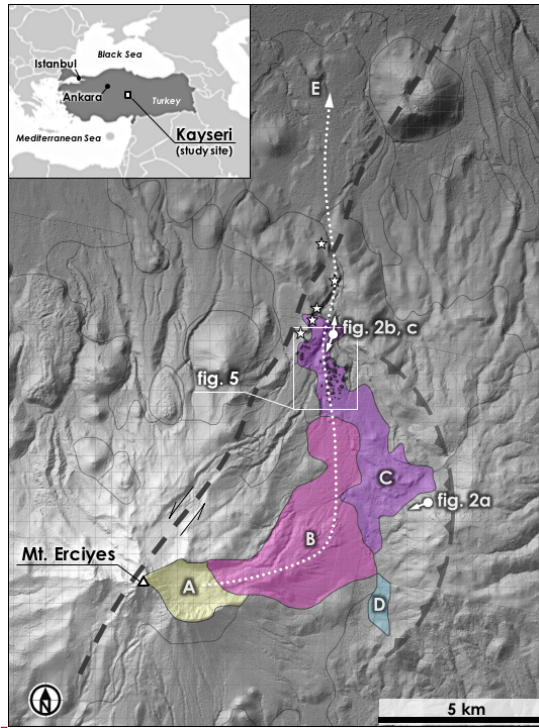 Black Sea
Istanbul
Ankara
Turkey
Kayseri
(study site)
Mediterranean Sea
E
fig. 2b, c
fig. 5
C
fig. 2a
B
Mt. Erciyes
A
D
N
5 km